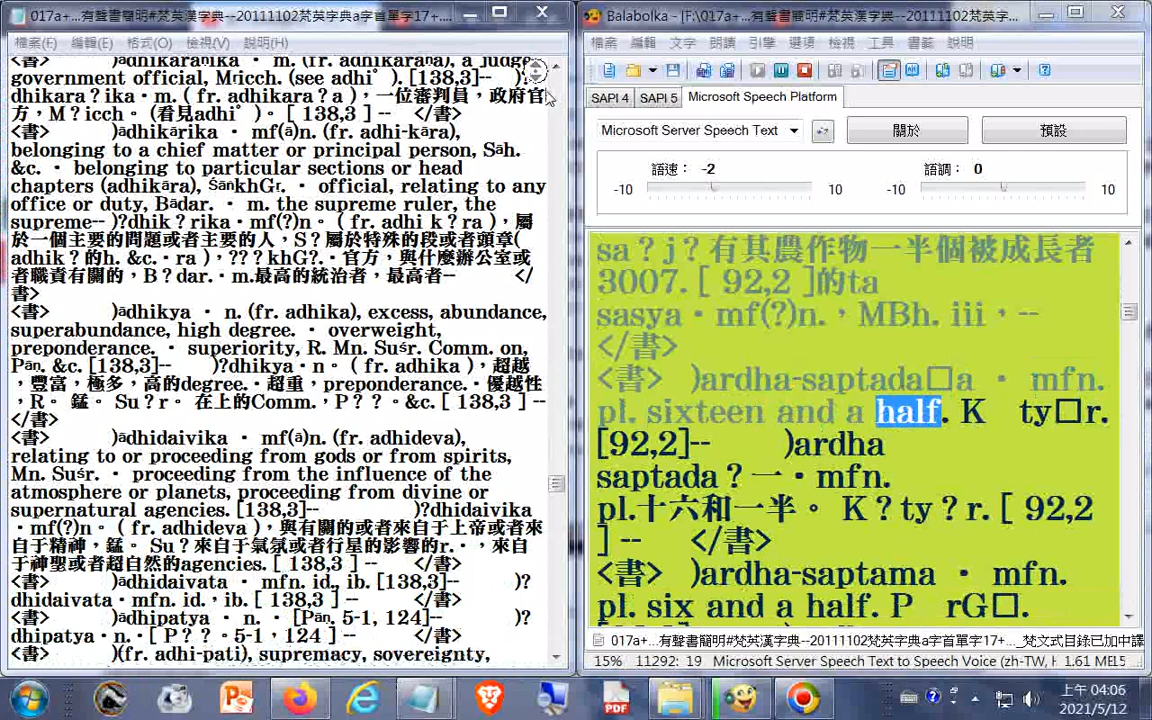 017a+...有聲書簡明#梵英漢字典--20111102梵英字典a字首單字17+...
檔案(F) 編輯(E) 格式(O) 檢視(V) 說明(H)
<書> )ādhikaraṇika · m. (fr. adhikaraṇa), a judge,
government official, Mṛicch. (see adhi°). [138,3]-- )?
dhikara？ika · m. ( fr. adhikara？a )，一位審判員，政府官
方，M？icch。(看見adhi°)。[ 138,3 ] -- </書>
<書> )ādhikārika · mf(ā)n. (fr. adhi-kāra),
belonging to a chief matter or principal person, Sāh.
&c. · belonging to particular sections or head
chapters (adhikāra), ŚāṅkhGṛ. · official, relating to any
office or duty, Bādar. · m. the supreme ruler, the
supreme-- )?dhik？rika · mf(?)n。( fr. adhi k？ra )，屬
於一個主要的問題或者主要的人，S？屬於特殊的段或者頭章(
adhik？的h. &c.· ra )，???khG?.· 官方，與什麼辦公室或
者職責有關的，B？dar. · m.最高的統治者，最高者-- </
書>
<書> )ādhikya · n. (fr. adhika), excess, abundance,
superabundance, high degree. · overweight,
preponderance. · superiority, R. Mn. Suśr. Comm. on,
Pāṇ. &c. [138,3]-- )?dhikya · n. ( fr. adhika )，超越
，豐富，極多，高的degree.· 超重，preponderance.· 優越性
，R。錳。Su？r。在上的Comm.，P？？。&c. [ 138,3 ] --
</書>
<書> )ādhidaivika · mf(ā)n. (fr. adhideva),
relating to or proceeding from gods or from spirits,
Mn. Suśr. · proceeding from the influence of the
atmosphere or planets, proceeding from divine or
supernatural agencies. [138,3]-- )?dhidaivika
· mf(?)n。( fr. adhideva )，與有關的或者來自于上帝或者來
自于精神，錳。Su？來自于氣氛或者行星的影響的r.·，來自
于神聖或者超自然的agencies. [ 138,3 ] -- </書>
<書> )ādhidaivata · mfn. id., ib. [138,3]-- )?
dhidaivata · mfn. id.，ib. [ 138,3 ] -- </書>
<書> )ādhipatya · n. · [Pāṇ. 5-1, 124]-- )?
dhipatya · n. · [ P？？。5-1，124 ] -- </書>
<書> )(fr. adhi-pati), supremacy, sovereignty,
Balabolka - [F:\017a+...有聲書簡明#梵英漢字典--20111102梵英字...
檔案 編輯 文字 朗讀 引擎 選項 檢視 工具 書籤 說明
SAPI 4 SAPI 5 Microsoft Speech Platform
Microsoft Server Speech Text 關於 預設
語速： -2 語調： 0
-10 10 -10 10
sa？j？有其農作物一半個被成長者
3007. [ 92,2 ]的ta
sasya · mf(?)n.，MBh. iii，--
</書>
<書> )ardha-saptada□a · mfn.
pl. sixteen and a half. K ty□r.
[92,2]-- )ardha
saptada？一 · mfn.
pl.十六和一半。 K？ty？r. [ 92,2
] -- </書>
<書> )ardha-saptama · mfn.
pl. six and a half. P rG□.
017a+...有聲書簡明#梵英漢字典--20111102梵英字典a字首單字17+..._梵文式目錄已加中譯
15% 11292: 19 Microsoft Server Speech Text to Speech Voice (zh-TW, H 1.61 ME
上午 04:06
2021/5/12